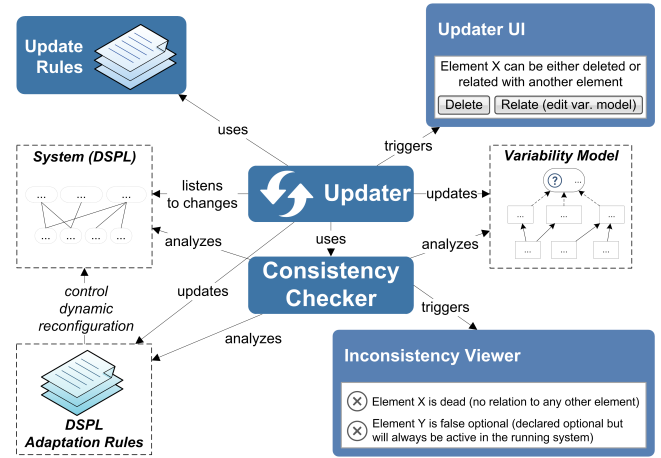 Update
Rules
Updater UI
Element X can be either deleted or
related with another element
Delete
Relate (edit var. model)
uses
triggers
System (DSPL)
... ... ...
... ... ... ...
listens
to changes
Updater
updates
Variability Model
? ...
... ... ...
... ... ...
analyzes
uses
analyzes
Consistency
Checker
control
dynamic
reconfiguration
updates
analyzes
triggers
DSPL
Adaptation Rules
Inconsistency Viewer
Element X is dead (no relation to any other element)
Element Y is false optional (declared optional but
will always be active in the running system)